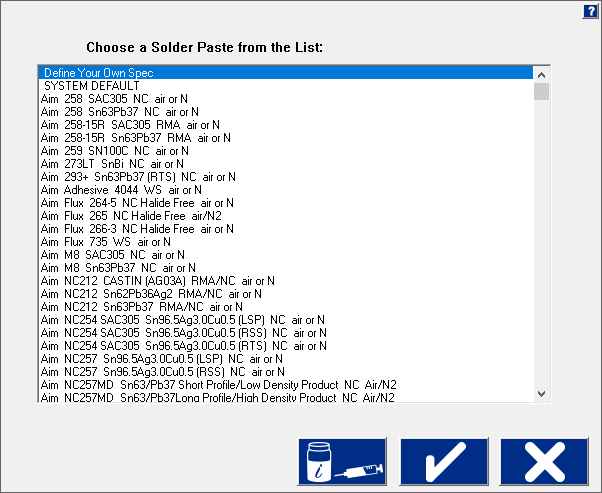 ?
Choose a Solder Paste from the List:
Define Your Own Spec
SYSTEM DEFAULT
Aim 258 SAC305 NC air or N
Aim 258 Sn63Pb37 NC air or N
Aim 258-15R SAC305 RMA air or N
Aim 258-15R Sn63Pb37 RMA air or N
Aim 259 SN100C NC air or N
Aim 273LT SnBi NC air or N
Aim 293+ Sn63Pb37 (RTS) NC air or N
Aim Adhesive 4044 WS air or N
Aim Flux 264-5 NC Halide Free air or N
Aim Flux 265 NC Halide Free air/N2
Aim Flux 266-3 NC Halide Free air or N
Aim Flux 735 WS air or N
Aim M8 SAC305 NC air or N
Aim M8 Sn63Pb37 NC air or N
Aim NC212 CASTIN (AG03A) RMA/NC air or N
Aim NC212 Sn62Pb36Ag2 RMA/NC air or N
Aim NC212 Sn63Pb37 RMA/NC air or N
Aim NC254 SAC305 Sn96.5Ag3.0Cu0.5 (LSP) NC air or N
Aim NC254 SAC305 Sn96.5Ag3.0Cu0.5 (RSS) NC air or N
Aim NC254 SAC305 Sn96.5Ag3.0Cu0.5 (RTS) NC air or N
Aim NC257 Sn96.5Ag3.0Cu0.5 (LSP) NC air or N
Aim NC257 Sn96.5Ag3.0Cu0.5 (RSS) NC air or N
Aim NC257MD Sn63/Pb37 Short Profile/Low Density Product NC Air/N2
Aim NC257MD Sn63/Pb37Long Profile/High Density Product NC Air/N2
i